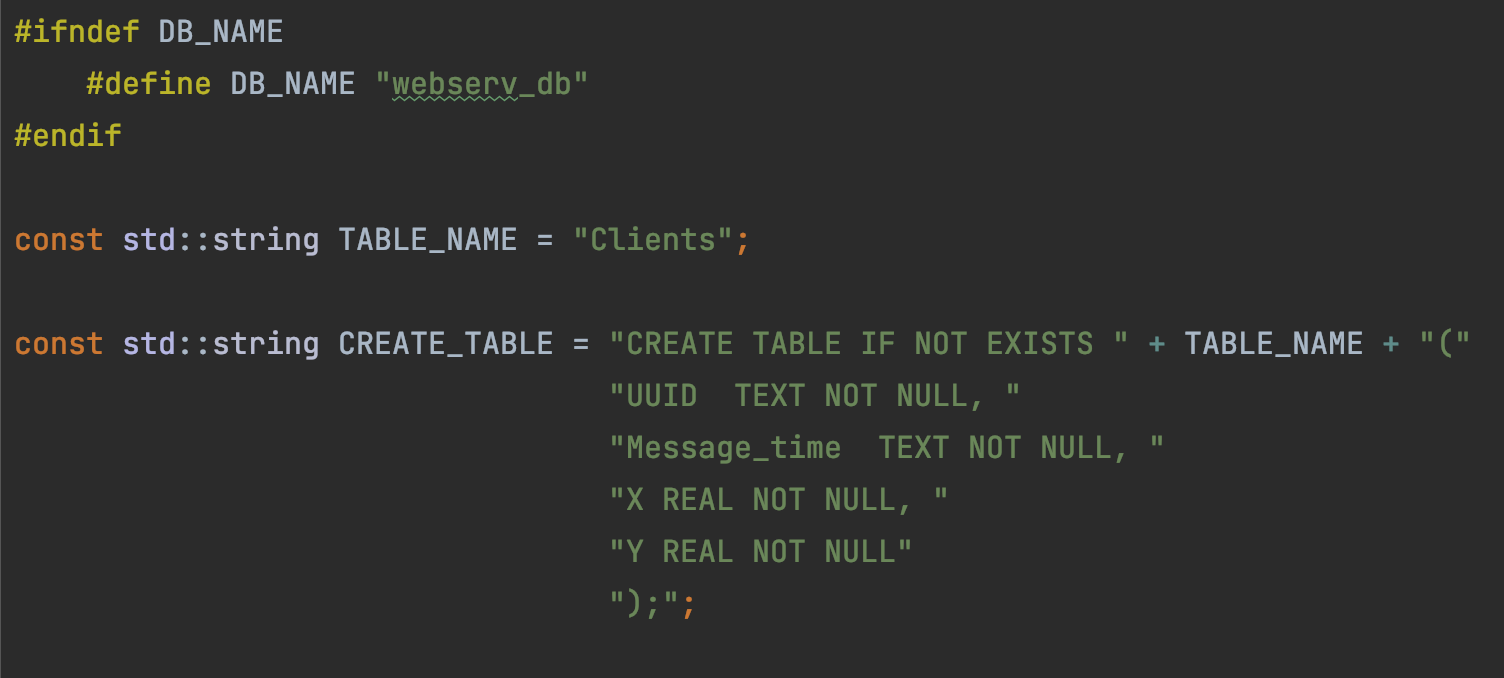 #ifndef DB_NAME
    #define DB_NAME "webserv_db"
#endif

const std::string TABLE_NAME = "Clients";

const std::string CREATE_TABLE = "CREATE TABLE IF NOT EXISTS " + TABLE_NAME + "("
                                 "UUID  TEXT NOT NULL, "
                                 "Message_time  TEXT NOT NULL, "
                                 "X REAL NOT NULL, "
                                 "Y REAL NOT NULL"
                                 ");";